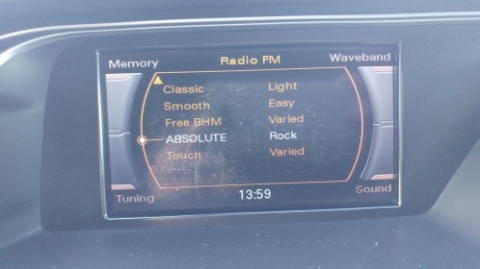 Memory Radio FM Waveband
Classic Light
Smooth Easy
Free BHM Varied
ABSOLUTE Rock
Touch Varied
Tuning 13:59 Sound